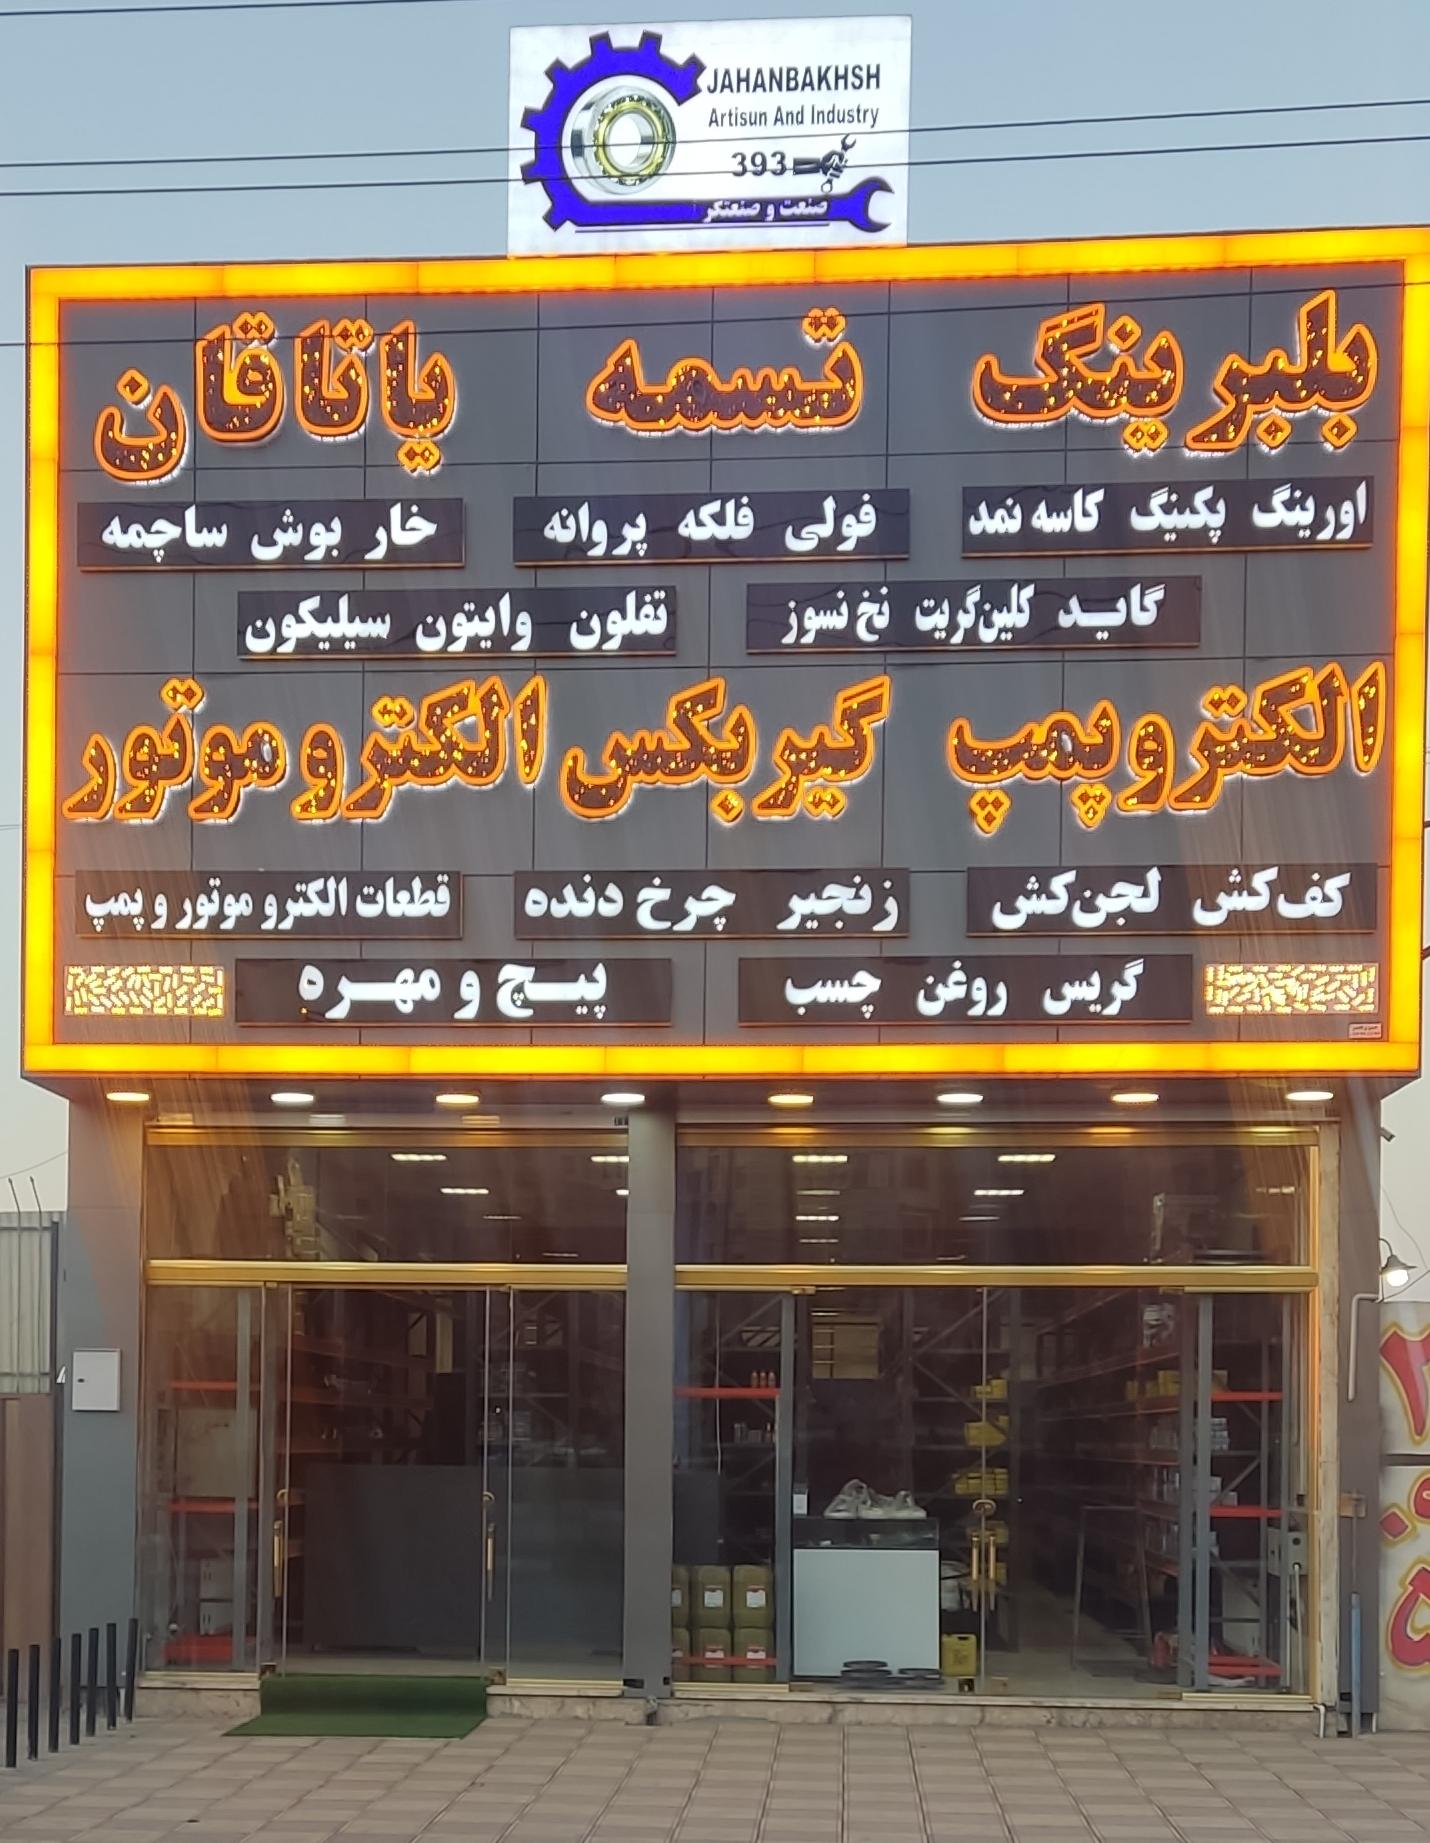 JAHANBAKHSH
Artisun And Industry
393
صنعت و صنعتگر
بلبرینگ تسمه یاتاقان
اورینگ پکینگ کاسه نمد فولی فلکه پروانه خار بوش ساچمه
گاید کلین‌گریت نخ نسوز تفلون وایتون سیلیکون
الکتروپمپ گیربکس الکترو موتور
کف‌کش لجن‌کش زنجیر چرخ دنده قطعات الکترو موتور و پمپ
گریس روغن چسب پیچ و مهره